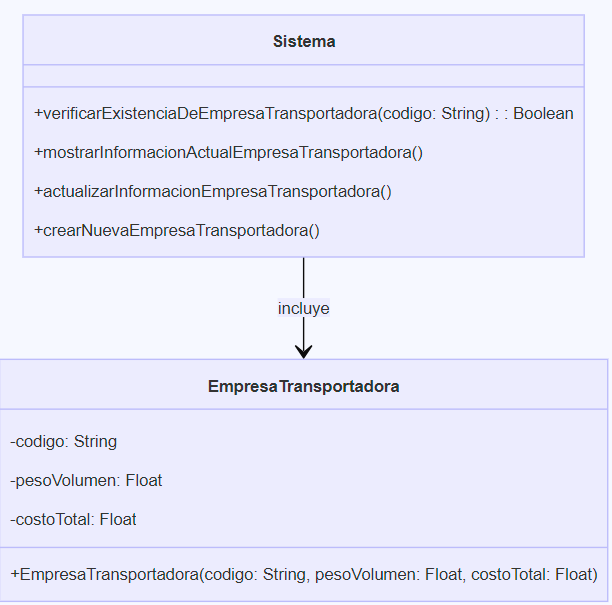 Sistema
+verificarExistenciaDeEmpresaTransportadora(codigo: String) : : Boolean
+mostrarInformacionActualEmpresaTransportadora()
+actualizarInformacionEmpresaTransportadora()
+crearNuevaEmpresaTransportadora()
incluye
EmpresaTransportadora
-codigo: String
-pesoVolumen: Float
-costoTotal: Float
+EmpresaTransportadora(codigo: String, pesoVolumen: Float, costoTotal: Float)